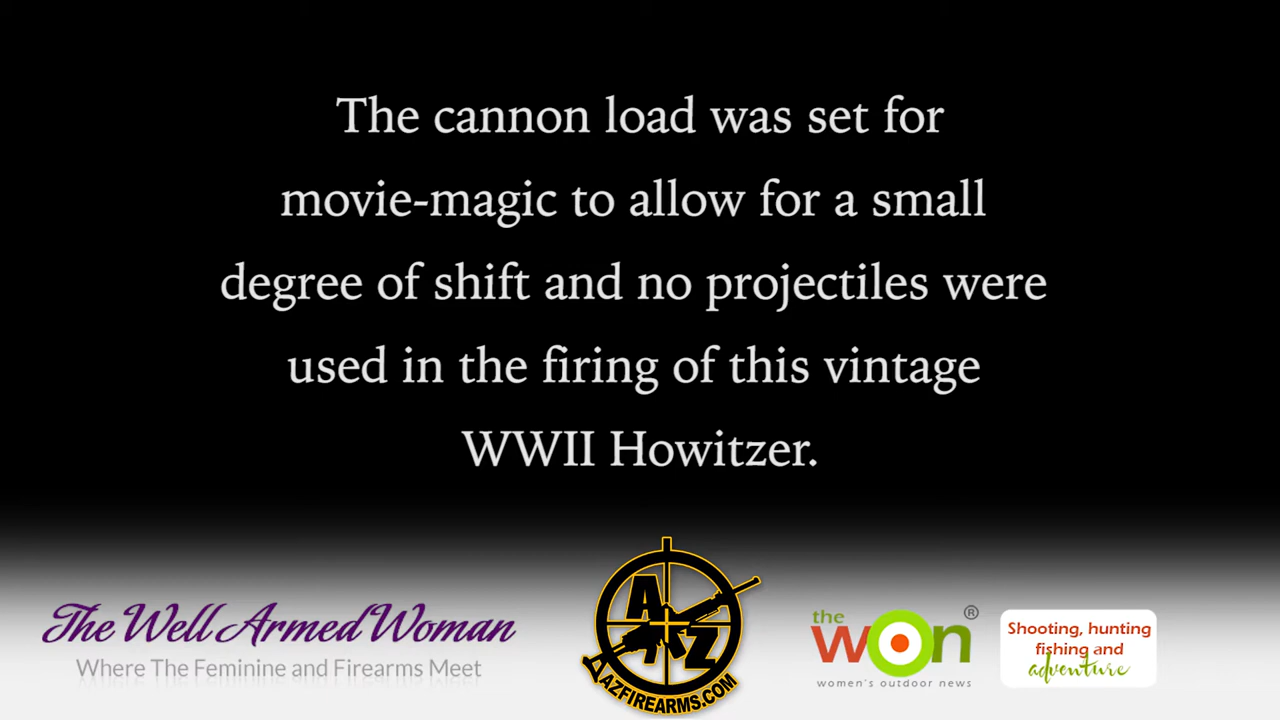 The cannon load was set for
movie-magic to allow for a small
degree of shift and no projectiles were
used in the firing of this vintage
WWII Howitzer.
The Well Armed Woman
Where The Feminine and Firearms Meet
A
Z
AZFIREARMS.COM
the
won®
women's outdoor news
Shooting, hunting
fishing and
adventure